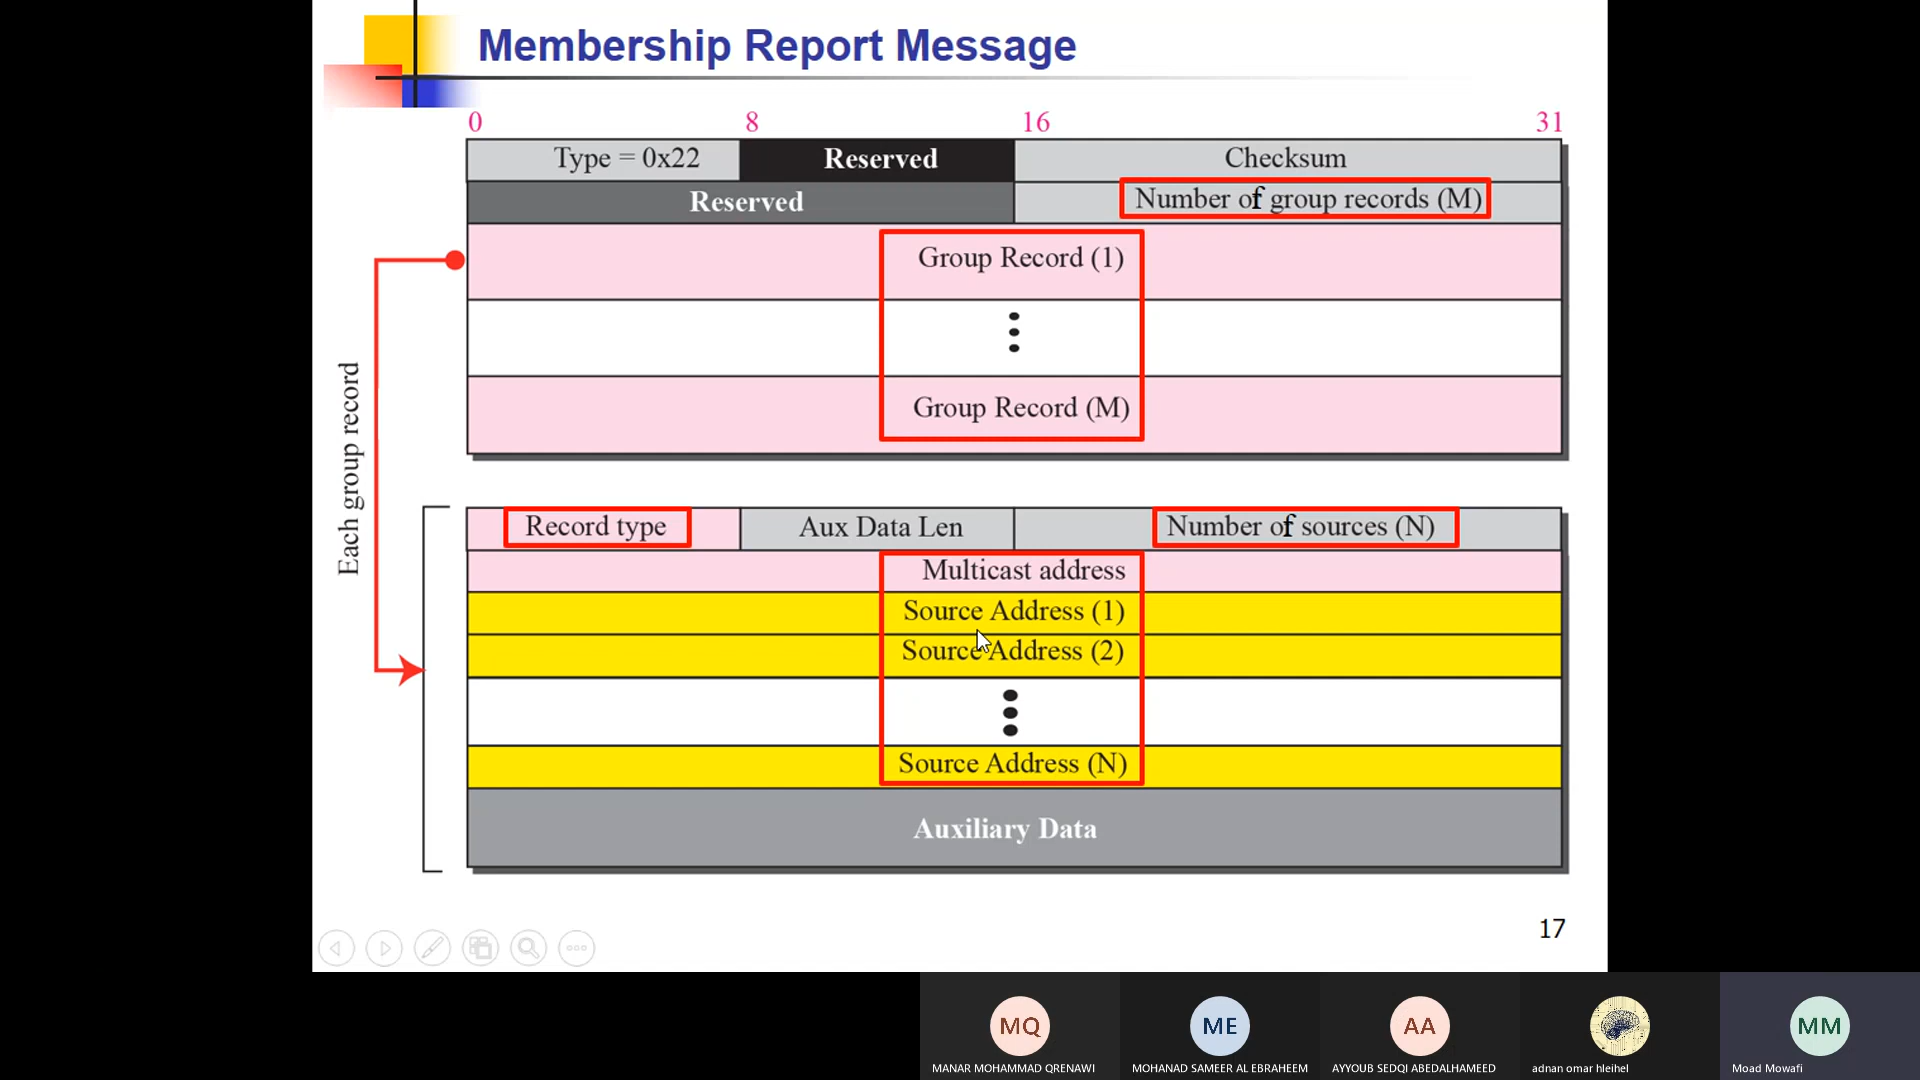 Membership Report Message
0 8 16 31
Type = 0x22 Reserved Checksum
Reserved Number of group records (M)
Group Record (1)
Group Record (M)
Each group record
Record type Aux Data Len Number of sources (N)
Multicast address
Source Address (1)
Source Address (2)
Source Address (N)
Auxiliary Data
17
MQ ME AA MM
MANAR MOHAMMAD QRENAWI MOHANAD SAMEER AL EBRAHEEM AYYOUB SEDQI ABEDALHAMEED adnan omar hleihel Moad Mowafi